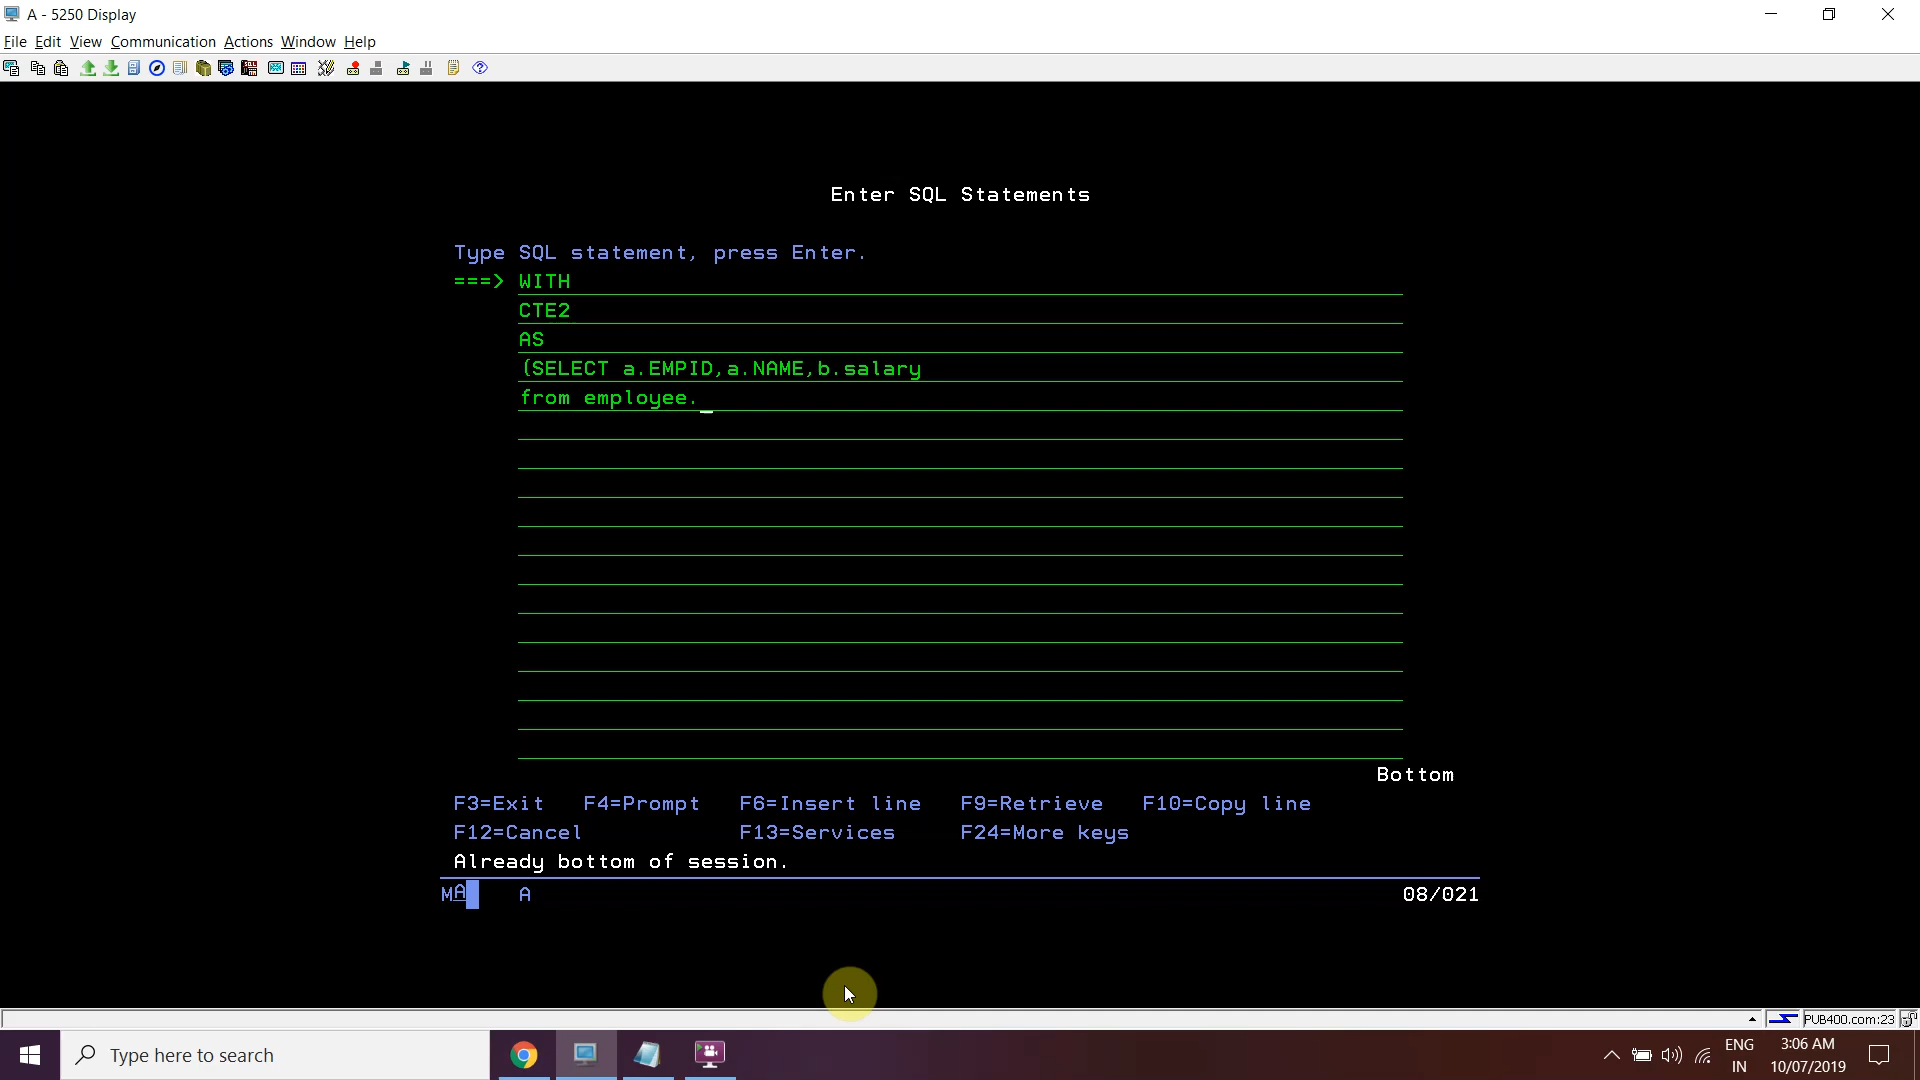 A - 5250 Display
File Edit View Communication Actions Window Help
Enter SQL Statements
Type SQL statement, press Enter.
===> WITH
CTE2
AS
(SELECT a.EMPID,a.NAME,b.salary
from employee._
Bottom
F3=Exit F4=Prompt F6=Insert line F9=Retrieve F10=Copy line
F12=Cancel F13=Services F24=More keys
Already bottom of session.
MA A 08/021
PUB400.com:23
Type here to search
ENG 3:06 AM
IN 10/07/2019